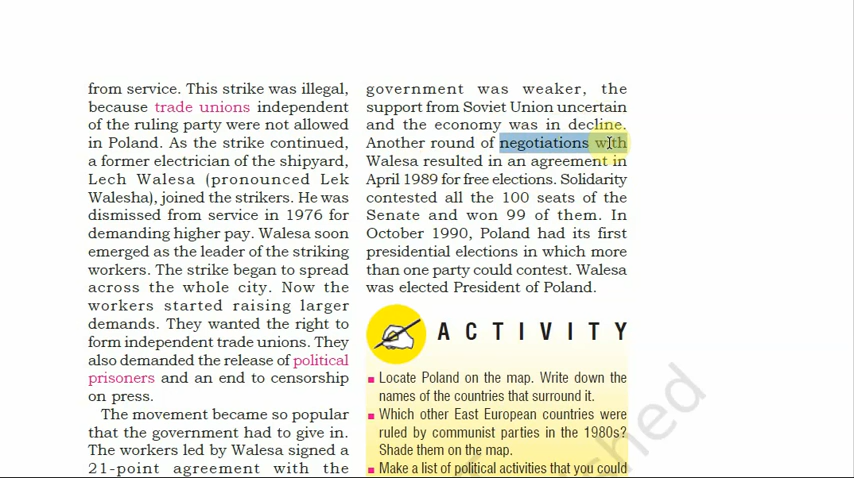 from service. This strike was illegal,
because trade unions independent
of the ruling party were not allowed
in Poland. As the strike continued,
a former electrician of the shipyard,
Lech Walesa (pronounced Lek
Walesha), joined the strikers. He was
dismissed from service in 1976 for
demanding higher pay. Walesa soon
emerged as the leader of the striking
workers. The strike began to spread
across the whole city. Now the
workers started raising larger
demands. They wanted the right to
form independent trade unions. They
also demanded the release of political
prisoners and an end to censorship
on press.
The movement became so popular
that the government had to give in.
The workers led by Walesa signed a
21-point agreement with the
government was weaker, the
support from Soviet Union uncertain
and the economy was in decline.
Another round of negotiations with
Walesa resulted in an agreement in
April 1989 for free elections. Solidarity
contested all the 100 seats of the
Senate and won 99 of them. In
October 1990, Poland had its first
presidential elections in which more
than one party could contest. Walesa
was elected President of Poland.
ACTIVITY
Locate Poland on the map. Write down the
names of the countries that surround it.
Which other East European countries were
ruled by communist parties in the 1980s?
Shade them on the map.
Make a list of political activities that you could